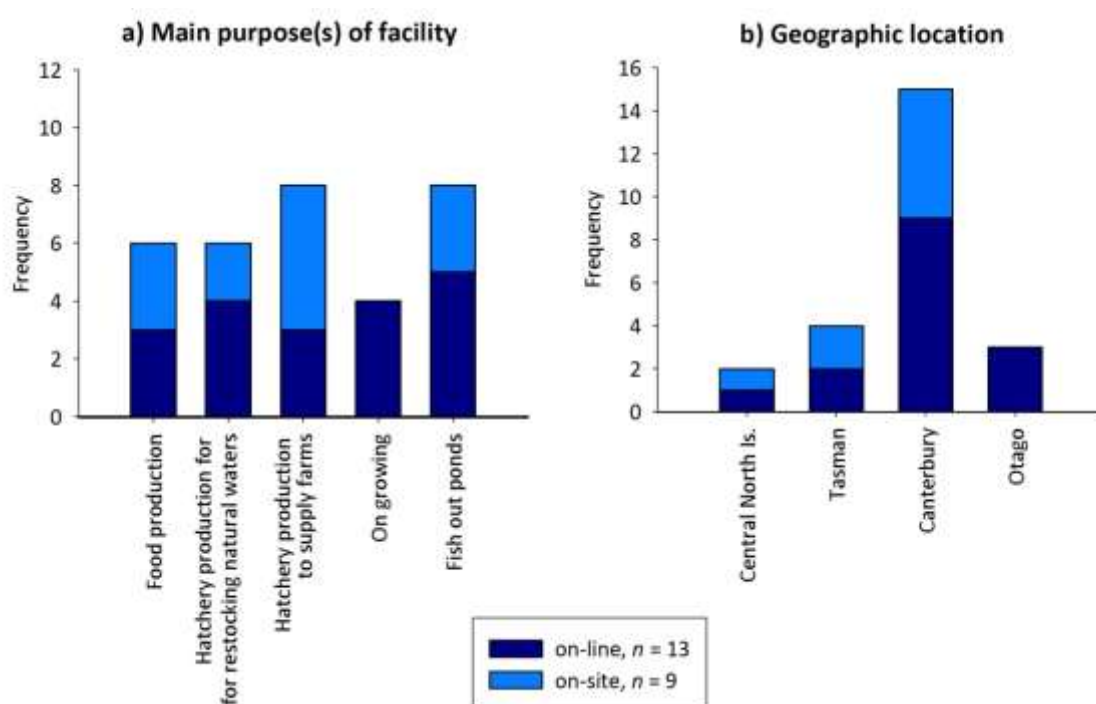 a) Main purpose(s) of facility
12
10
8
6
4
2
0
Frequency
Food production
Hatchery production for
for restocking natural waters
Hatchery production
to supply farms
On growing
Fish out ponds
b) Geographic location
16
14
12
10
8
6
4
2
0
Frequency
Central North Is.
Tasman
Canterbury
Otago
on-line, n = 13
on-site, n = 9